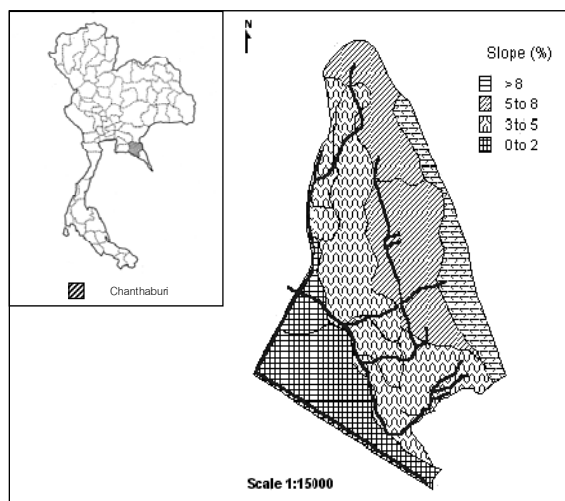 Chanthaburi
N
Slope (%)
>8
5 to 8
3 to 5
0 to 2
Scale 1:15000